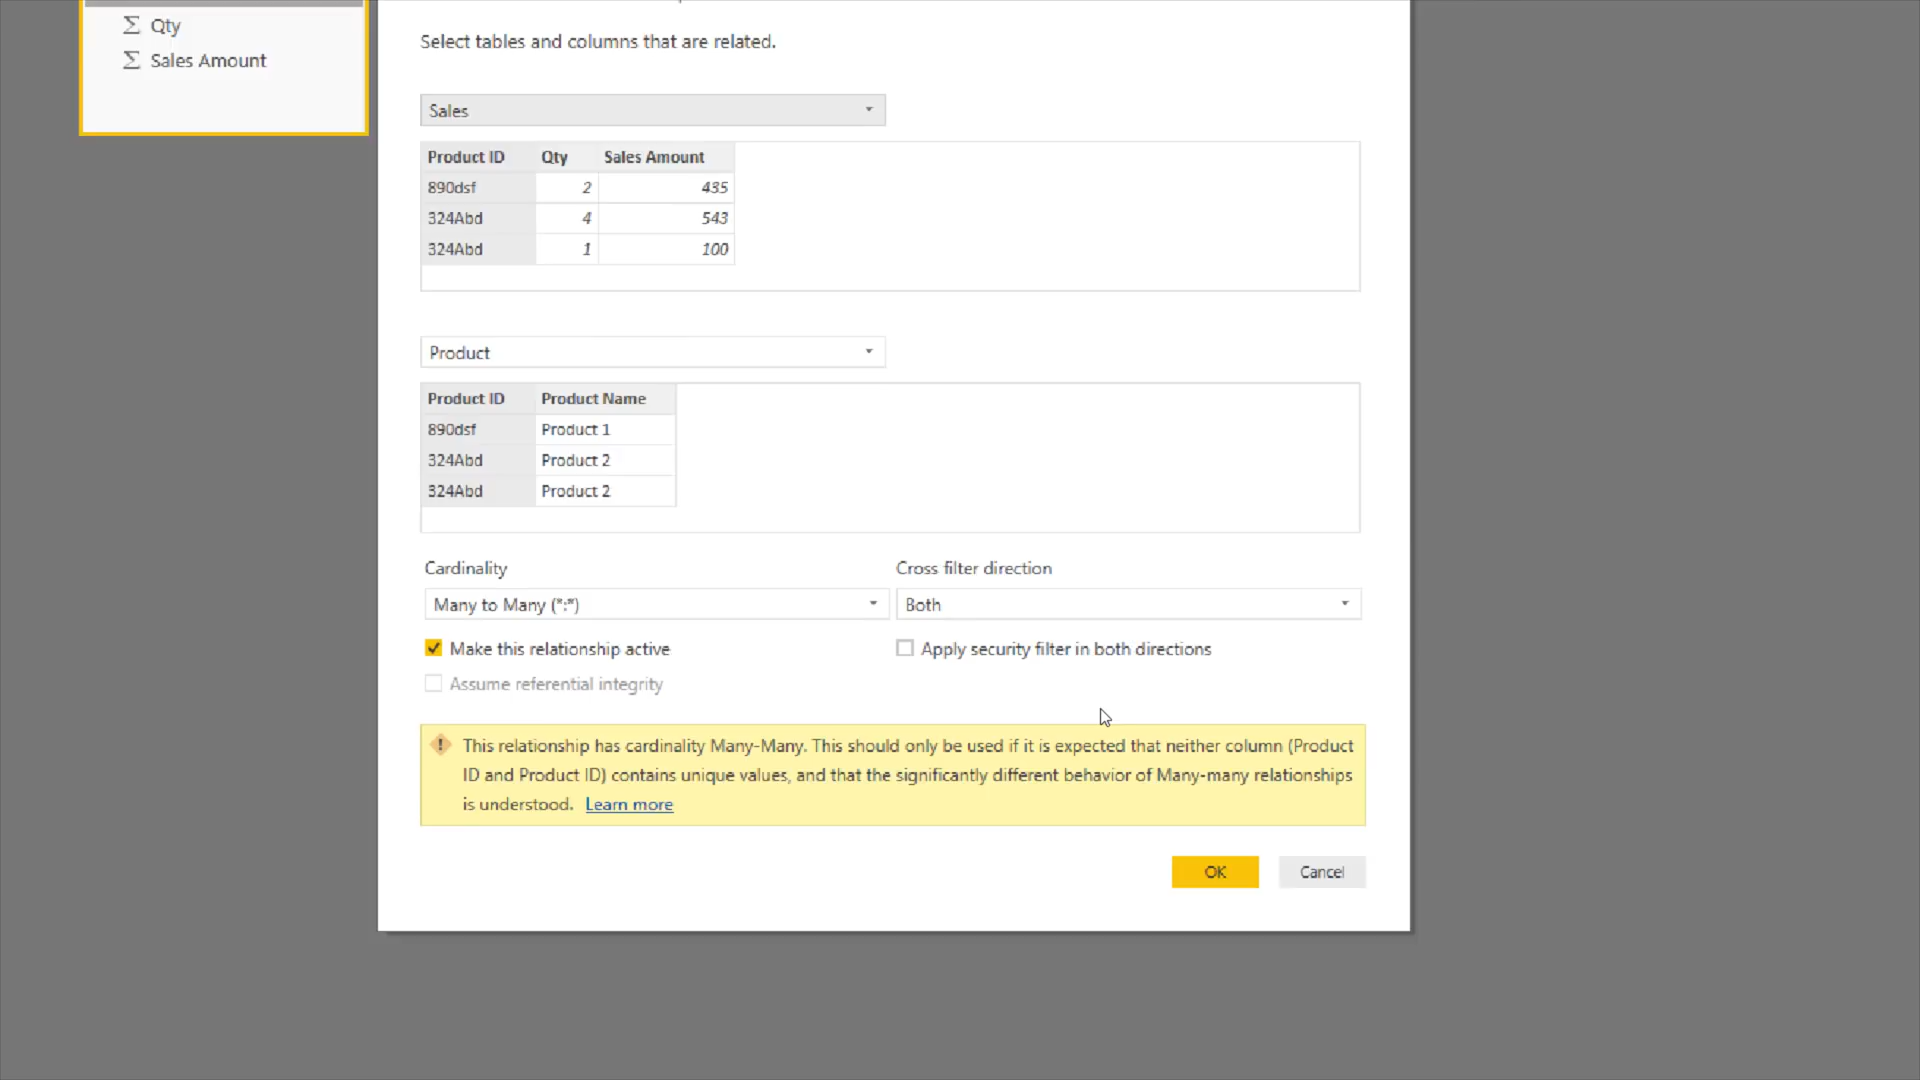 Qty
Sales Amount
Select tables and columns that are related.
Sales
Product ID Qty Sales Amount
890dsf 2 435
324Abd 4 543
324Abd 1 100
Product
Product ID Product Name
890dsf Product 1
324Abd Product 2
324Abd Product 2
Cardinality Cross filter direction
Many to Many (*:*) Both
Make this relationship active Apply security filter in both directions
Assume referential integrity
This relationship has cardinality Many-Many. This should only be used if it is expected that neither column (Product
ID and Product ID) contains unique values, and that the significantly different behavior of Many-many relationships
is understood. Learn more
OK Cancel